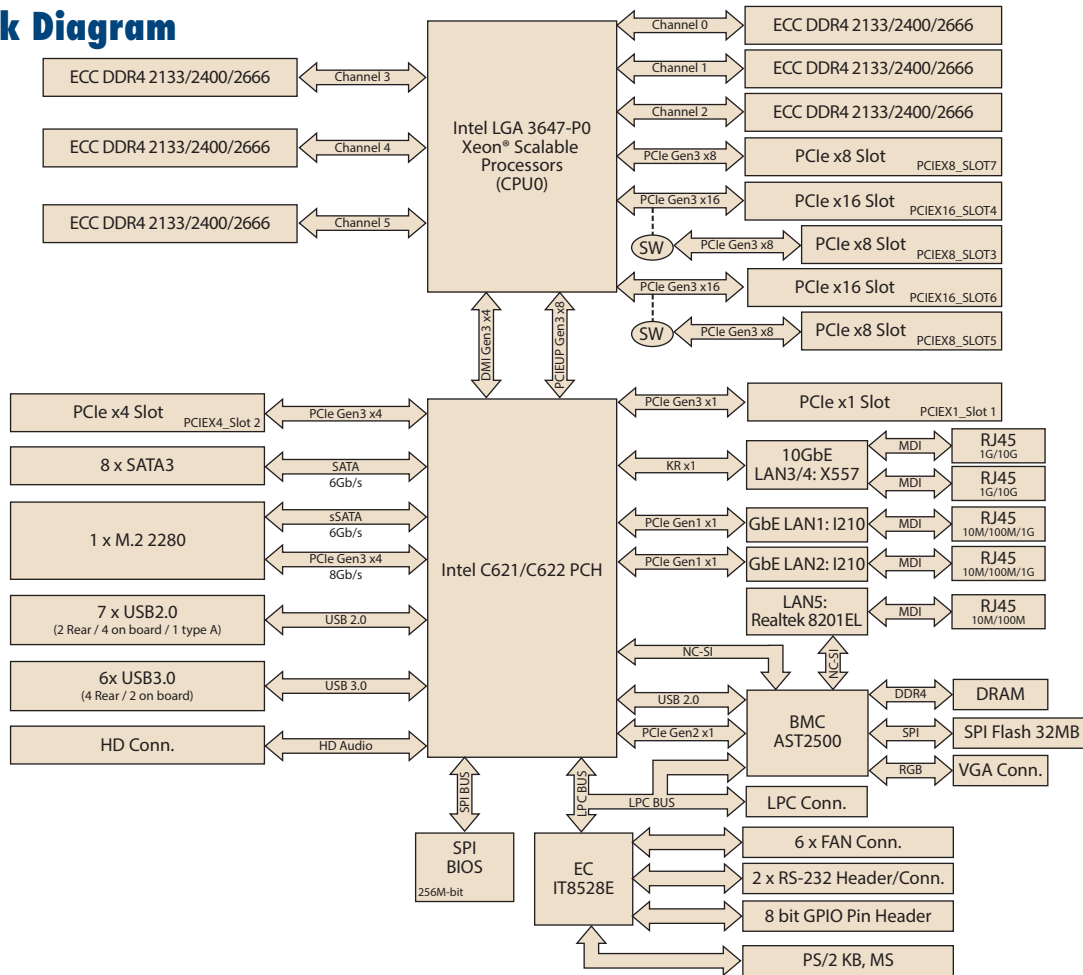 k Diagram
ECC DDR4 2133/2400/2666
Channel 3
ECC DDR4 2133/2400/2666
Channel 4
ECC DDR4 2133/2400/2666
Channel 5
Intel LGA 3647-P0
Xeon® Scalable
Processors
(CPU0)
Channel 0
ECC DDR4 2133/2400/2666
Channel 1
ECC DDR4 2133/2400/2666
Channel 2
ECC DDR4 2133/2400/2666
PCIe Gen3 x8
PCIe x8 Slot
PCIEX8_SLOT7
PCIe Gen3 x16
PCIe x16 Slot
PCIEX16_SLOT4
SW
PCIe Gen3 x8
PCIe x8 Slot
PCIEX8_SLOT3
PCIe Gen3 x16
PCIe x16 Slot
PCIEX16_SLOT6
SW
PCIe Gen3 x8
PCIe x8 Slot
PCIEX8_SLOT5
DMI Gen3 x4
PCIEUP Gen3 x8
PCIe x4 Slot
PCIEX4_Slot 2
PCIe Gen3 x4
8 x SATA3
SATA
6Gb/s
1 x M.2 2280
sSATA
6Gb/s
PCIe Gen3 x4
8Gb/s
7 x USB2.0
(2 Rear / 4 on board / 1 type A)
USB 2.0
6x USB3.0
(4 Rear / 2 on board)
USB 3.0
HD Conn.
HD Audio
Intel C621/C622 PCH
PCIe Gen3 x1
PCIe x1 Slot
PCIEX1_Slot 1
KR x1
10GbE
LAN3/4: X557
MDI
RJ45
1G/10G
MDI
RJ45
1G/10G
PCIe Gen1 x1
GbE LAN1: I210
MDI
RJ45
10M/100M/1G
PCIe Gen1 x1
GbE LAN2: I210
MDI
RJ45
10M/100M/1G
LAN5:
Realtek 8201EL
MDI
RJ45
10M/100M
NC-SI
NC-SI
USB 2.0
PCIe Gen2 x1
BMC
AST2500
DDR4
DRAM
SPI
SPI Flash 32MB
RGB
VGA Conn.
SPI BUS
LPC BUS
LPC BUS
LPC Conn.
SPI
BIOS
256M-bit
EC
IT8528E
6 x FAN Conn.
2 x RS-232 Header/Conn.
8 bit GPIO Pin Header
PS/2 KB, MS